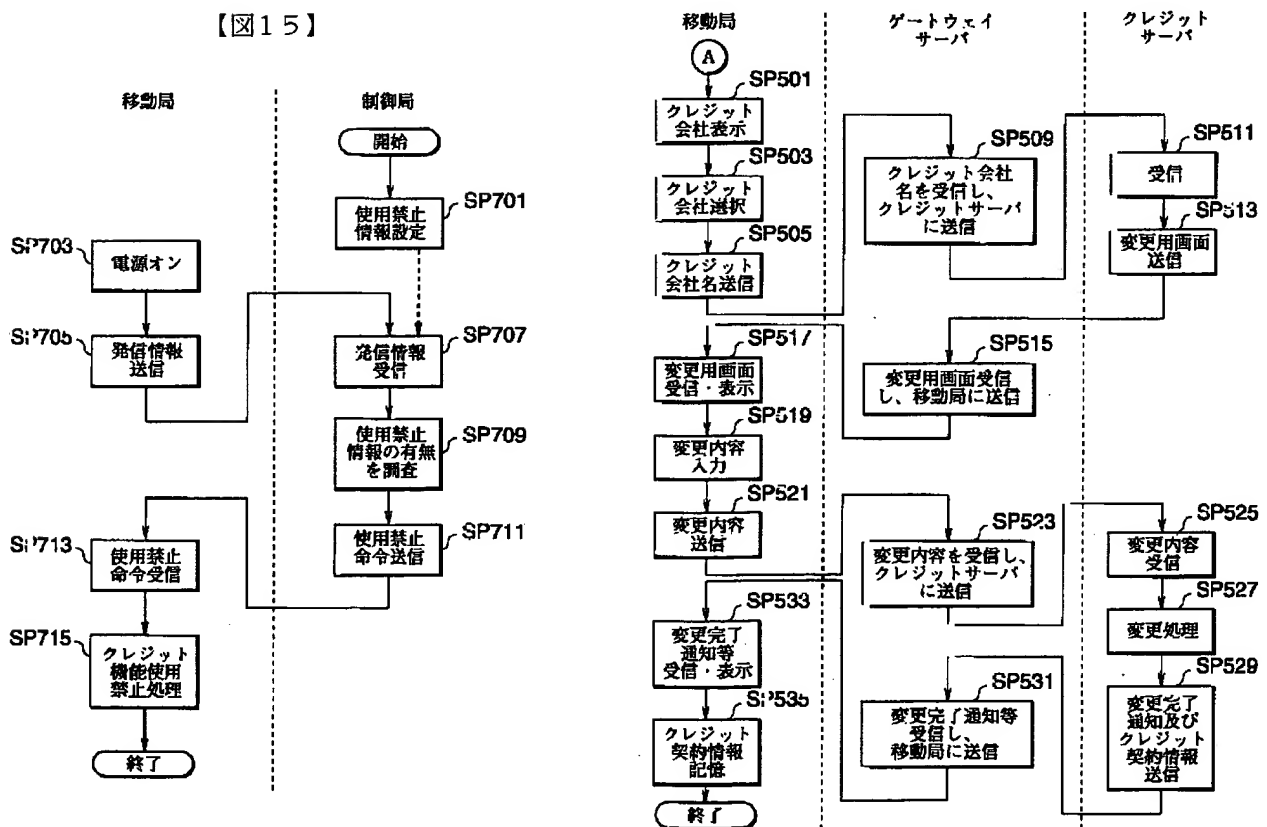 【図15】
移動局
制御局
開始
SP701
使用禁止
情報設定
SP703
電源オン
SP705
発信情報
送信
SP707
発信情報
受信
SP709
使用禁止
情報の有無
を調査
SP711
使用禁止
命令送信
SP713
使用禁止
命令受信
SP715
クレジット
機能使用
禁止処理
終了
移動局
ゲートウェイ
サーバ
クレジット
サーバ
A
SP501
クレジット
会社表示
SP503
クレジット
会社選択
SP505
クレジット
会社名送信
SP509
クレジット会社
名を受信し、
クレジットサーバ
に送信
SP511
受信
SP513
変更用画面
送信
SP515
変更用画面受信
し、移動局に送信
SP517
変更用画面
受信・表示
SP519
変更内容
入力
SP521
変更内容
送信
SP523
変更内容を受信し、
クレジットサーバ
に送信
SP525
変更内容
受信
SP527
変更処理
SP529
変更完了
通知及び
クレジット
契約情報
送信
SP531
変更完了通知等
受信し、
移動局に送信
SP533
変更完了
通知等
受信・表示
SP535
クレジット
契約情報
記憶
終了